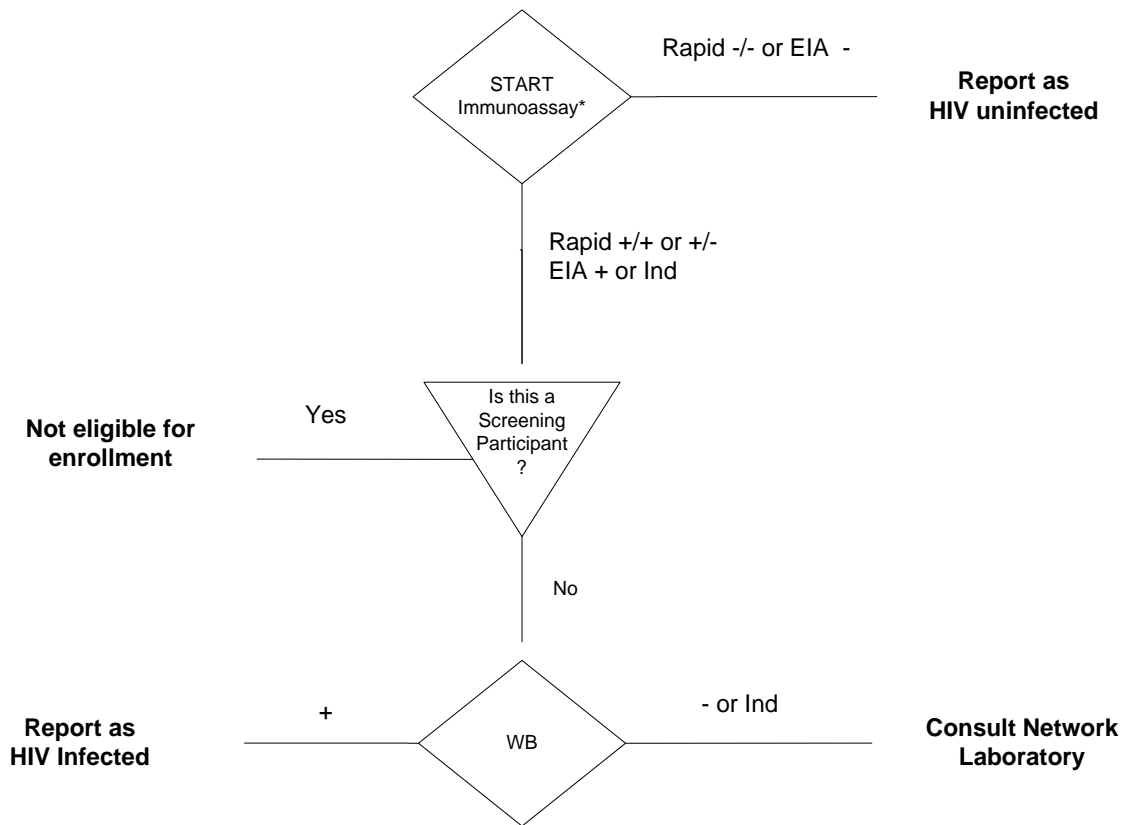 START
Immunoassay*
Rapid -/- or EIA -
Report as
HIV uninfected
Rapid +/+ or +/-
EIA + or Ind
Is this a
Screening
Participant
?
Yes
Not eligible for
enrollment
No
WB
+
Report as
HIV Infected
- or Ind
Consult Network
Laboratory